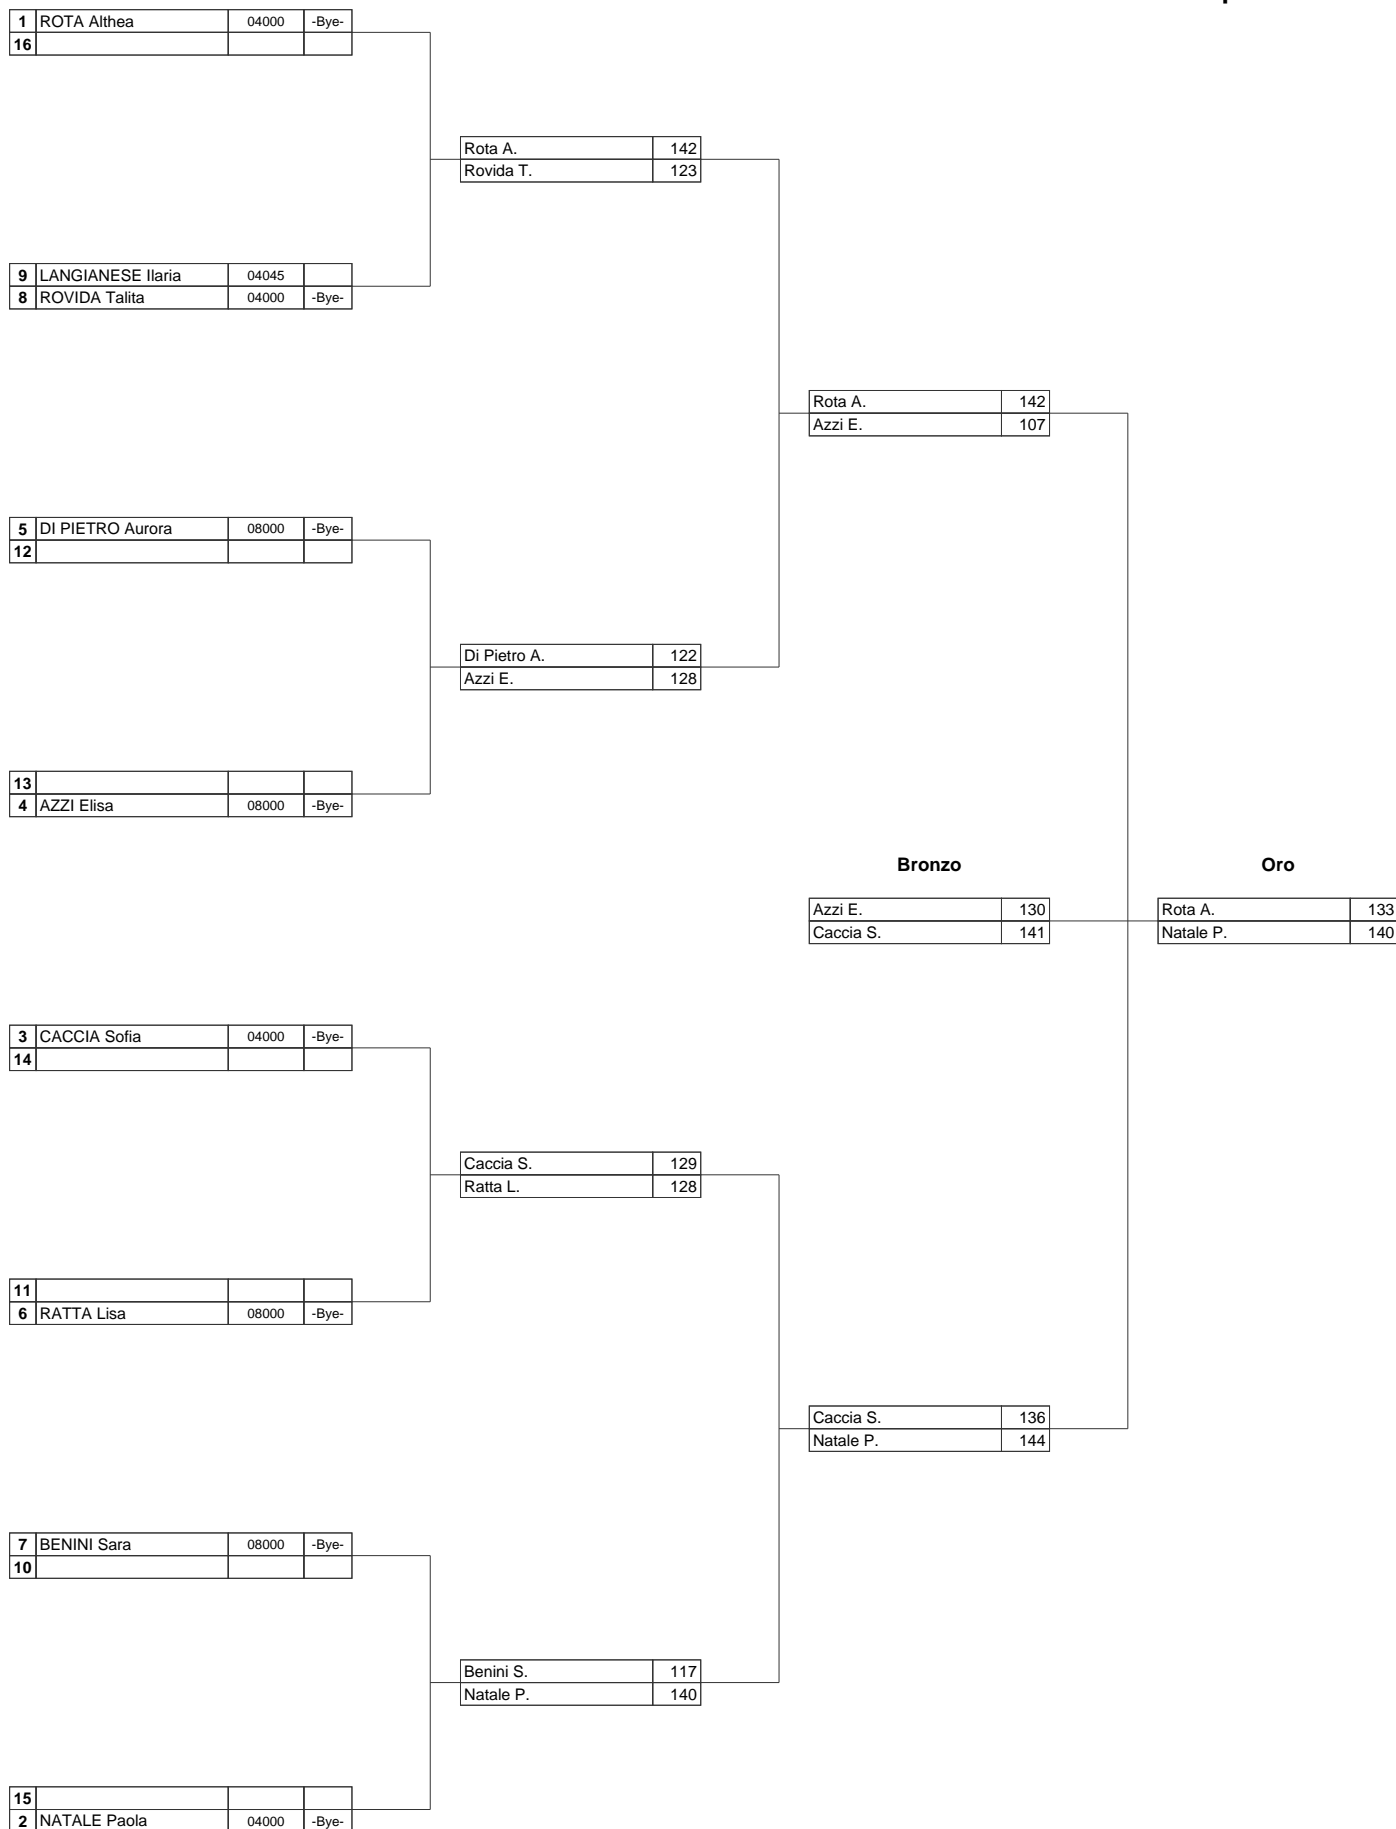 1 ROTA Althea 04000 -Bye-
16
Rota A. 142
Rovida T. 123
9 LANGIANESE Ilaria 04045
8 ROVIDA Talita 04000 -Bye-
Rota A. 142
Azzi E. 107
5 DI PIETRO Aurora 08000 -Bye-
12
Di Pietro A. 122
Azzi E. 128
13
4 AZZI Elisa 08000 -Bye-
Bronzo Oro
Azzi E. 130 Rota A. 133
Caccia S. 141 Natale P. 140
3 CACCIA Sofia 04000 -Bye-
14
Caccia S. 129
Ratta L. 128
11
6 RATTA Lisa 08000 -Bye-
Caccia S. 136
Natale P. 144
7 BENINI Sara 08000 -Bye-
10
Benini S. 117
Natale P. 140
15
2 NATALE Paola 04000 -Bye-